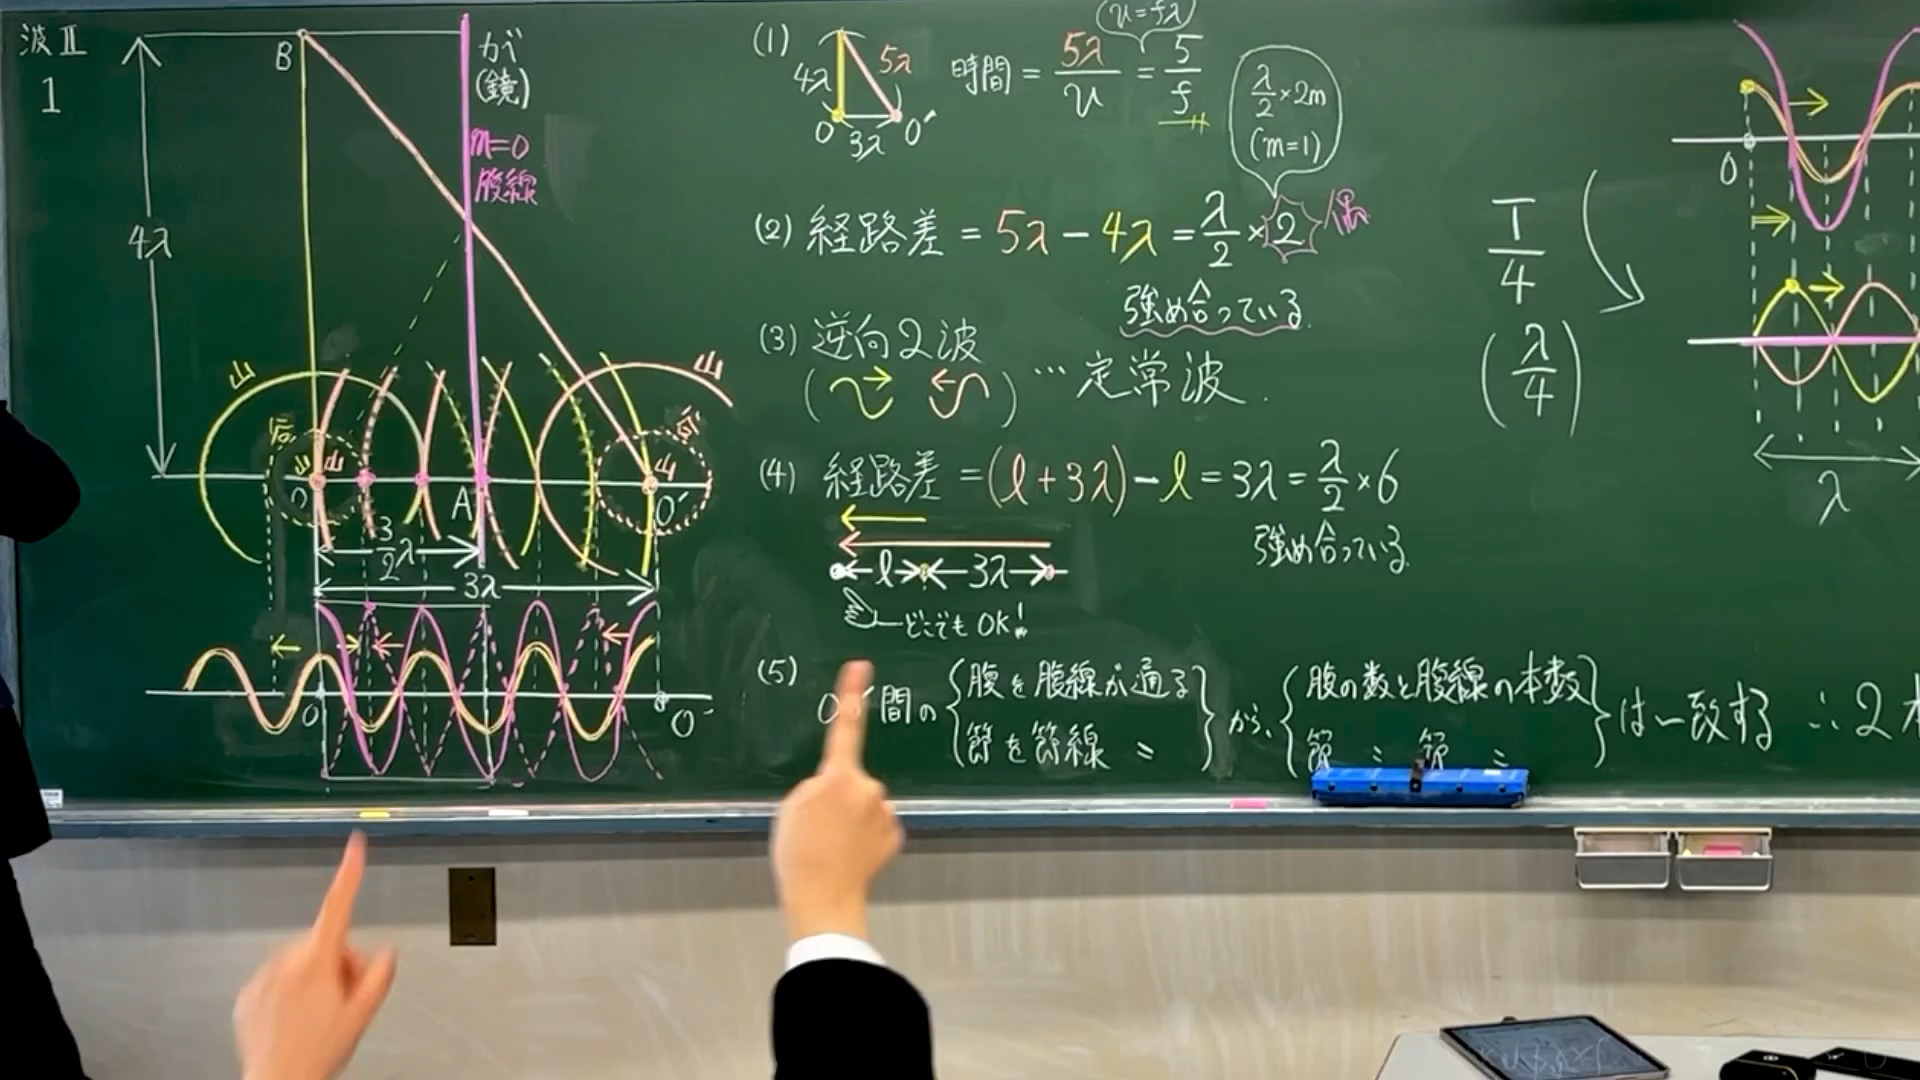 波Ⅱ
1
B
かべ
(鏡)
m=0
腹線
4λ
山
山
谷
谷
山
山
山
O
A
O′
3/2 λ
3λ
O
O′
(1)
4λ
5λ
O
3λ
O′
時間 = 5λ/v = 5/f
(v=fλ)
λ/2 × 2m
(m=1)
(2) 経路差 = 5λ − 4λ = λ/2 × 2
偶
強め合っている
(3) 逆向2波
( ) … 定常波.
(4) 経路差 = (l + 3λ) − l = 3λ = λ/2 × 6
強め合っている.
l
3λ
どこでもOK!
(5)
間の { 腹を腹線が通る
節を節線 〃 } から、 { 腹の数と腹線の本数
節 〃 節 〃 } は一致する ∴ 2本
T/4
(λ/4)
O
λ